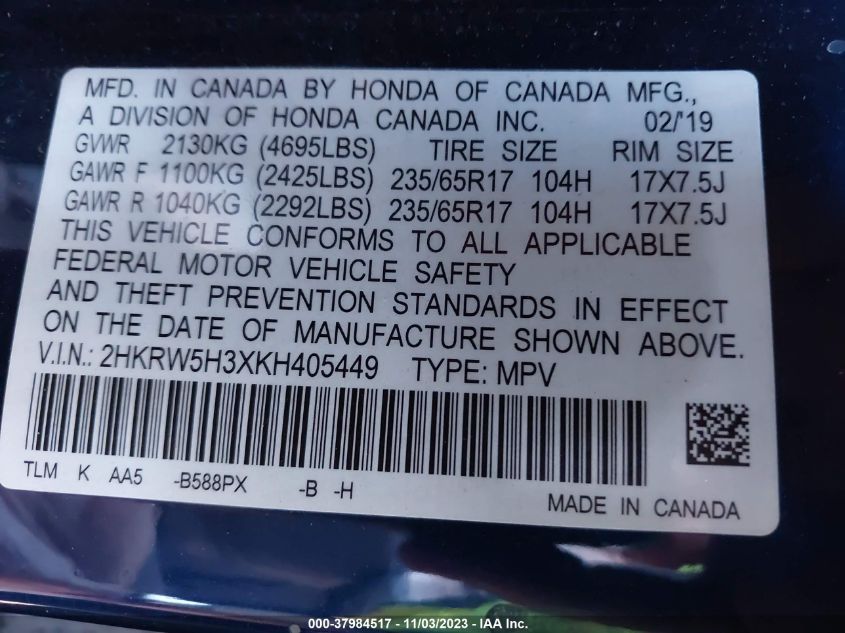 MFD. IN CANADA BY HONDA OF CANADA MFG.,
A DIVISION OF HONDA CANADA INC. 02/'19
GVWR 2130KG (4695LBS) TIRE SIZE RIM SIZE
GAWR F 1100KG (2425LBS) 235/65R17 104H 17X7.5J
GAWR R 1040KG (2292LBS) 235/65R17 104H 17X7.5J
THIS VEHICLE CONFORMS TO ALL APPLICABLE
FEDERAL MOTOR VEHICLE SAFETY
AND THEFT PREVENTION STANDARDS IN EFFECT
ON THE DATE OF MANUFACTURE SHOWN ABOVE.
V.I.N.: 2HKRW5H3XKH405449 TYPE: MPV
TLM K AA5 -B588PX -B -H
MADE IN CANADA
000-37984517 - 11/03/2023 - IAA Inc.